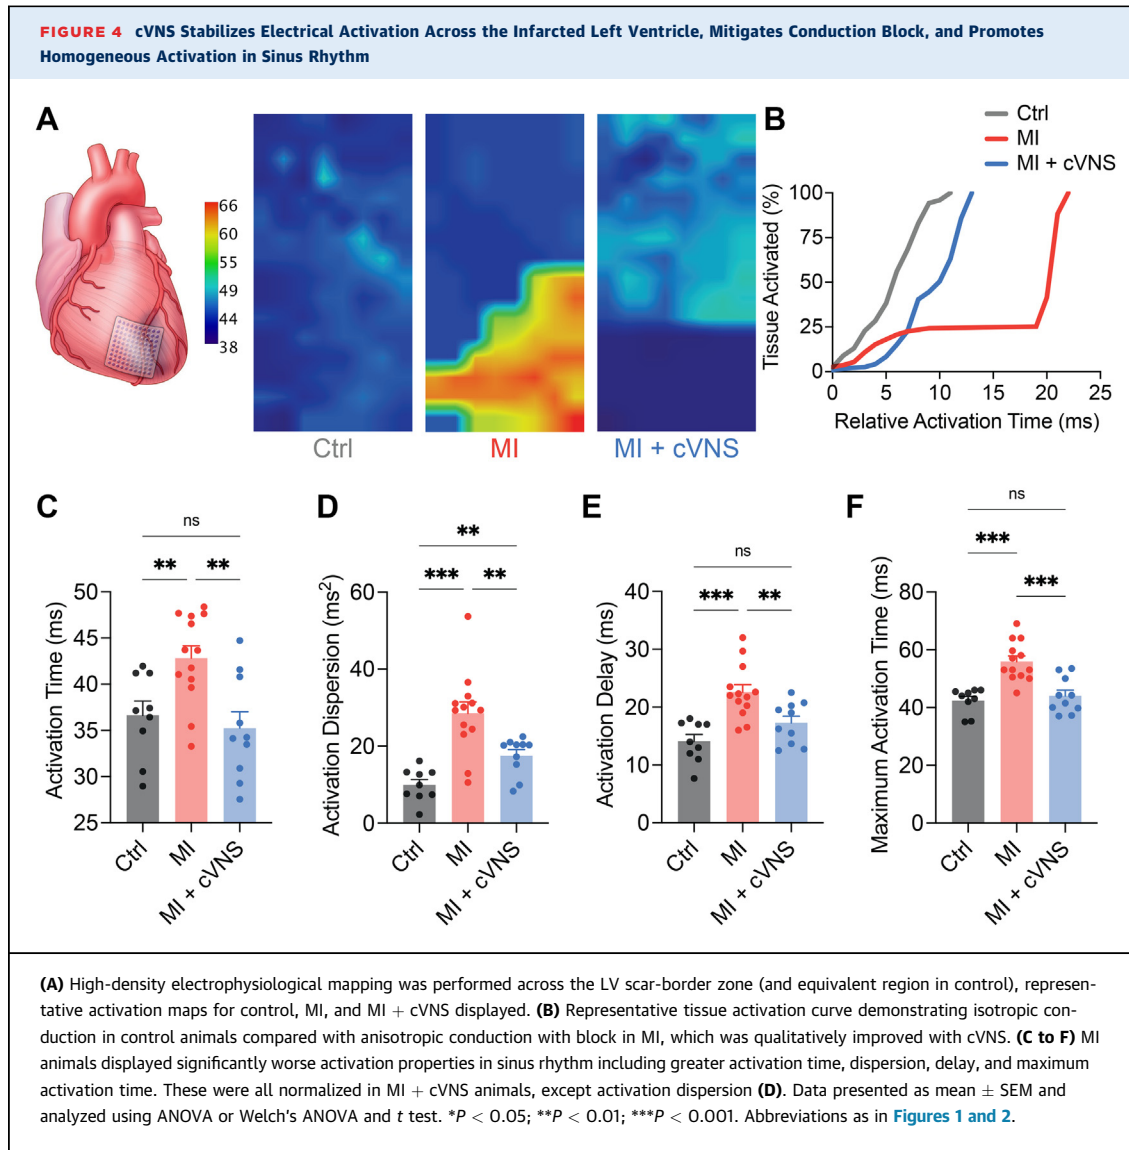 FIGURE 4 cVNS Stabilizes Electrical Activation Across the Infarcted Left Ventricle, Mitigates Conduction Block, and Promotes
Homogeneous Activation in Sinus Rhythm
A
66
60
55
49
44
38
Ctrl
MI
MI + cVNS
B
Ctrl
MI
MI + cVNS
Tissue Activated (%)
100
75
50
25
0
0 5 10 15 20 25
Relative Activation Time (ms)
C
ns
** **
Activation Time (ms)
50
45
40
35
30
25
Ctrl
MI
MI + cVNS
D
**
*** **
Activation Dispersion (ms²)
60
40
20
0
Ctrl
MI
MI + cVNS
E
ns
*** **
Activation Delay (ms)
40
30
20
10
0
Ctrl
MI
MI + cVNS
F
ns
***
***
Maximum Activation Time (ms)
80
60
40
20
0
Ctrl
MI
MI + cVNS
(A) High-density electrophysiological mapping was performed across the LV scar-border zone (and equivalent region in control), represen-
tative activation maps for control, MI, and MI + cVNS displayed. (B) Representative tissue activation curve demonstrating isotropic con-
duction in control animals compared with anisotropic conduction with block in MI, which was qualitatively improved with cVNS. (C to F) MI
animals displayed significantly worse activation properties in sinus rhythm including greater activation time, dispersion, delay, and maximum
activation time. These were all normalized in MI + cVNS animals, except activation dispersion (D). Data presented as mean ± SEM and
analyzed using ANOVA or Welch's ANOVA and t test. *P < 0.05; **P < 0.01; ***P < 0.001. Abbreviations as in Figures 1 and 2.